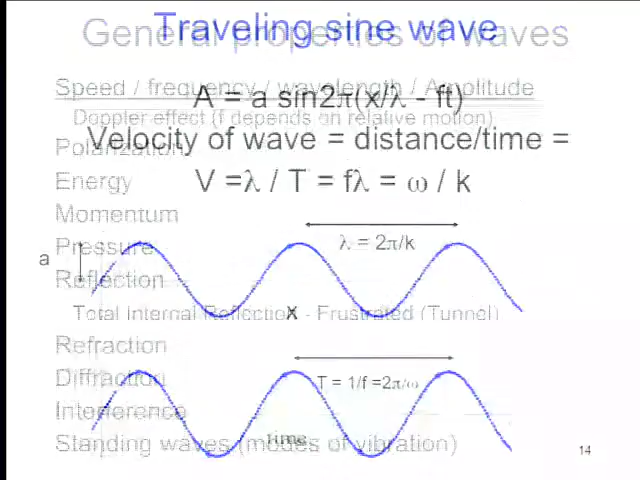 Traveling sine wave
General properties of waves
Speed / frequency / wavelength / Amplitude
A = a sin2π(x/λ - ft)
Doppler effect (f depends on relative motion)
Velocity of wave = distance/time =
Polarization
Energy
V =λ / T = fλ = ω / k
Momentum
λ = 2π/k
a
Pressure
Reflection
Total Internal Reflection - Frustrated (Tunnel)
x
Refraction
Diffraction
T = 1/f =2π/ω
Interference
Standing waves (modes of vibration)
time
14